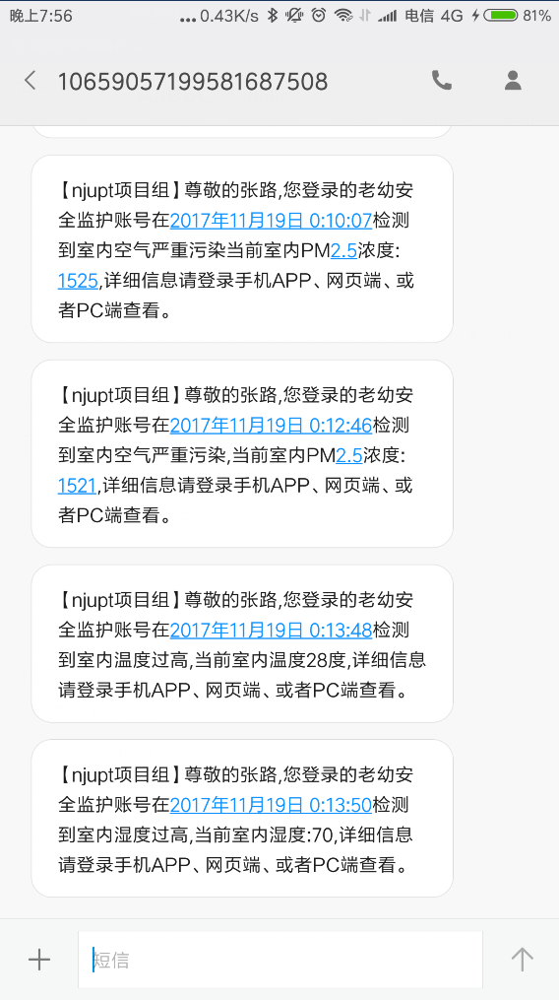 晚上7:56 ...0.43K/s 电信 4G 81%
10659057199581687508
【njupt项目组】尊敬的张路,您登录的老幼安
全监护账号在2017年11月19日 0:10:07检测
到室内空气严重污染当前室内PM2.5浓度:
1525,详细信息请登录手机APP、网页端、或
者PC端查看。
【njupt项目组】尊敬的张路,您登录的老幼安
全监护账号在2017年11月19日 0:12:46检测
到室内空气严重污染,当前室内PM2.5浓度:
1521,详细信息请登录手机APP、网页端、或
者PC端查看。
【njupt项目组】尊敬的张路,您登录的老幼安
全监护账号在2017年11月19日 0:13:48检测
到室内温度过高,当前室内温度28度,详细信息
请登录手机APP、网页端、或者PC端查看。
【njupt项目组】尊敬的张路,您登录的老幼安
全监护账号在2017年11月19日 0:13:50检测
到室内湿度过高,当前室内湿度:70,详细信息
请登录手机APP、网页端、或者PC端查看。
短信